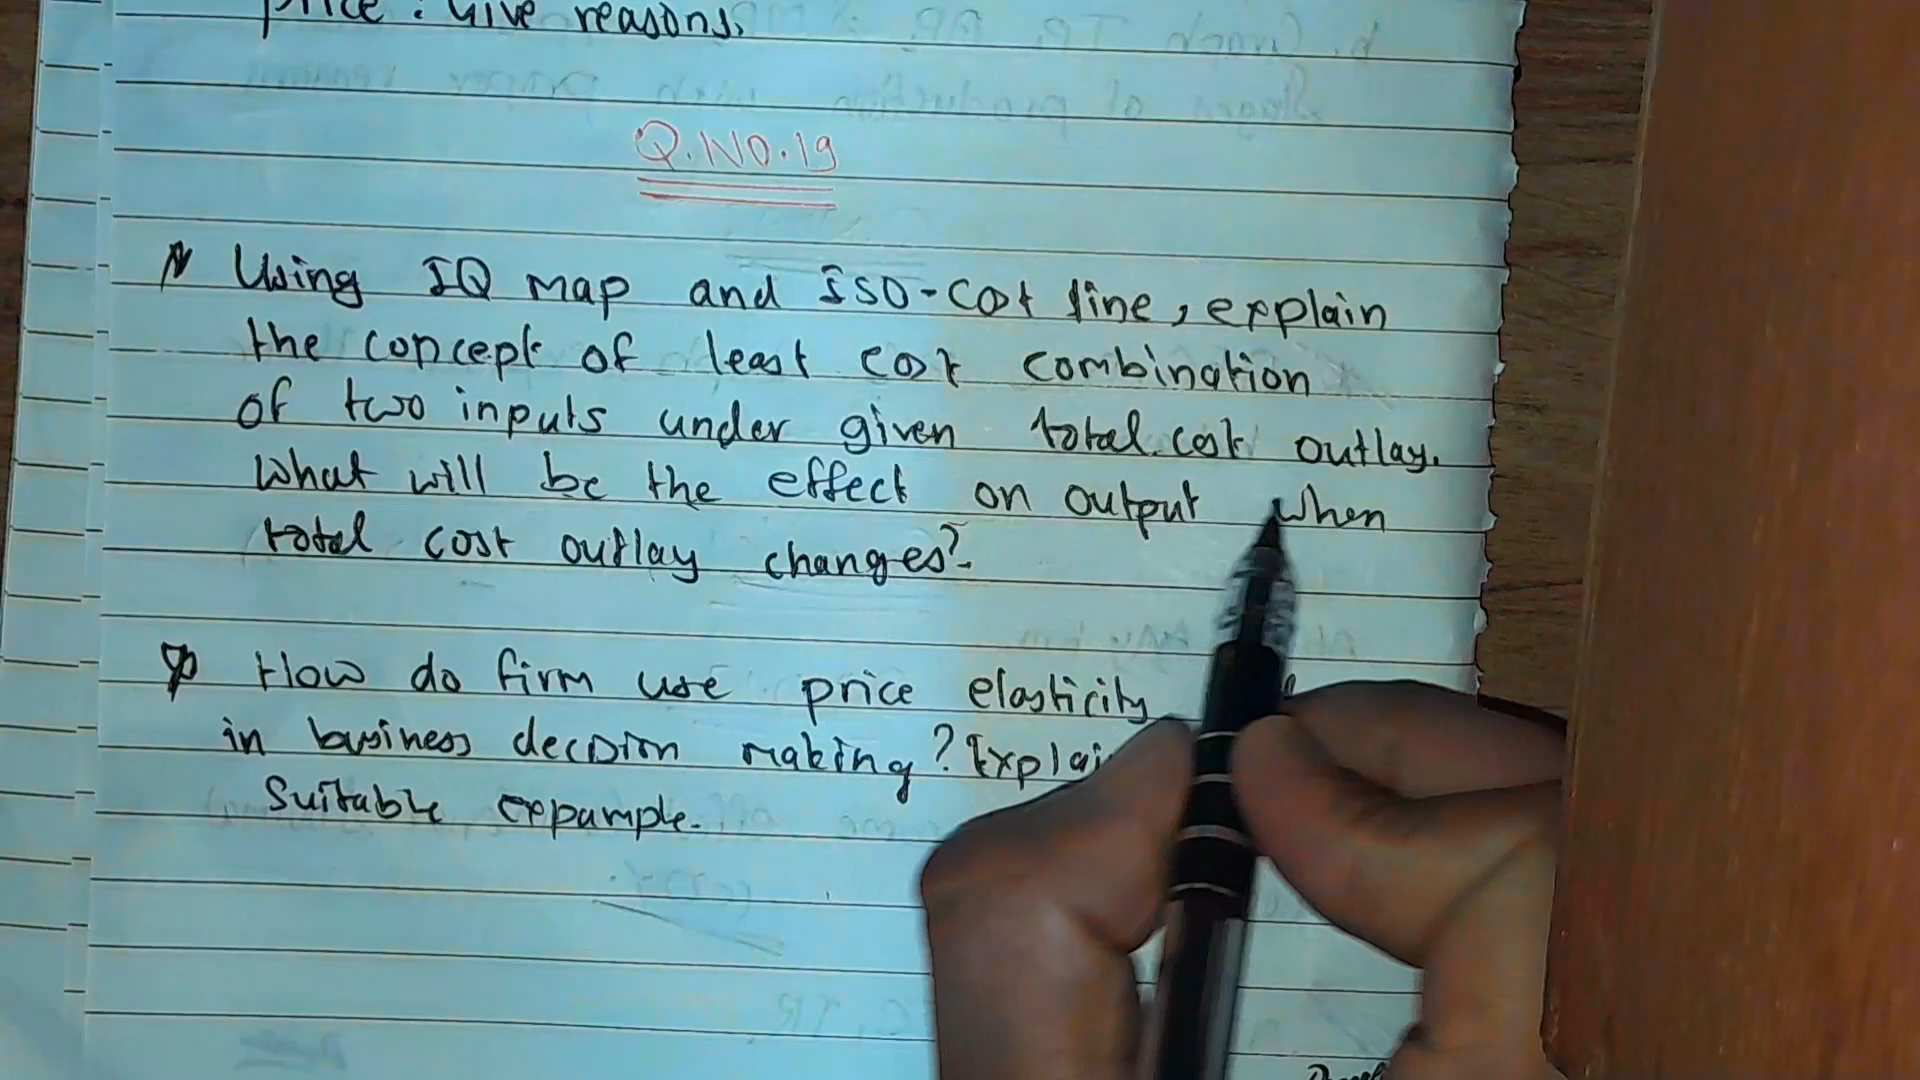 price? Give reasons.
Q.NO.19
Using IQ map and Iso-cost line, explain
the concept of least cost combination
of two inputs under given total cost outlay.
What will be the effect on output when
total cost outlay changes?
How do firm use price elasticity
in business decision making? Explai
Suitable expample.